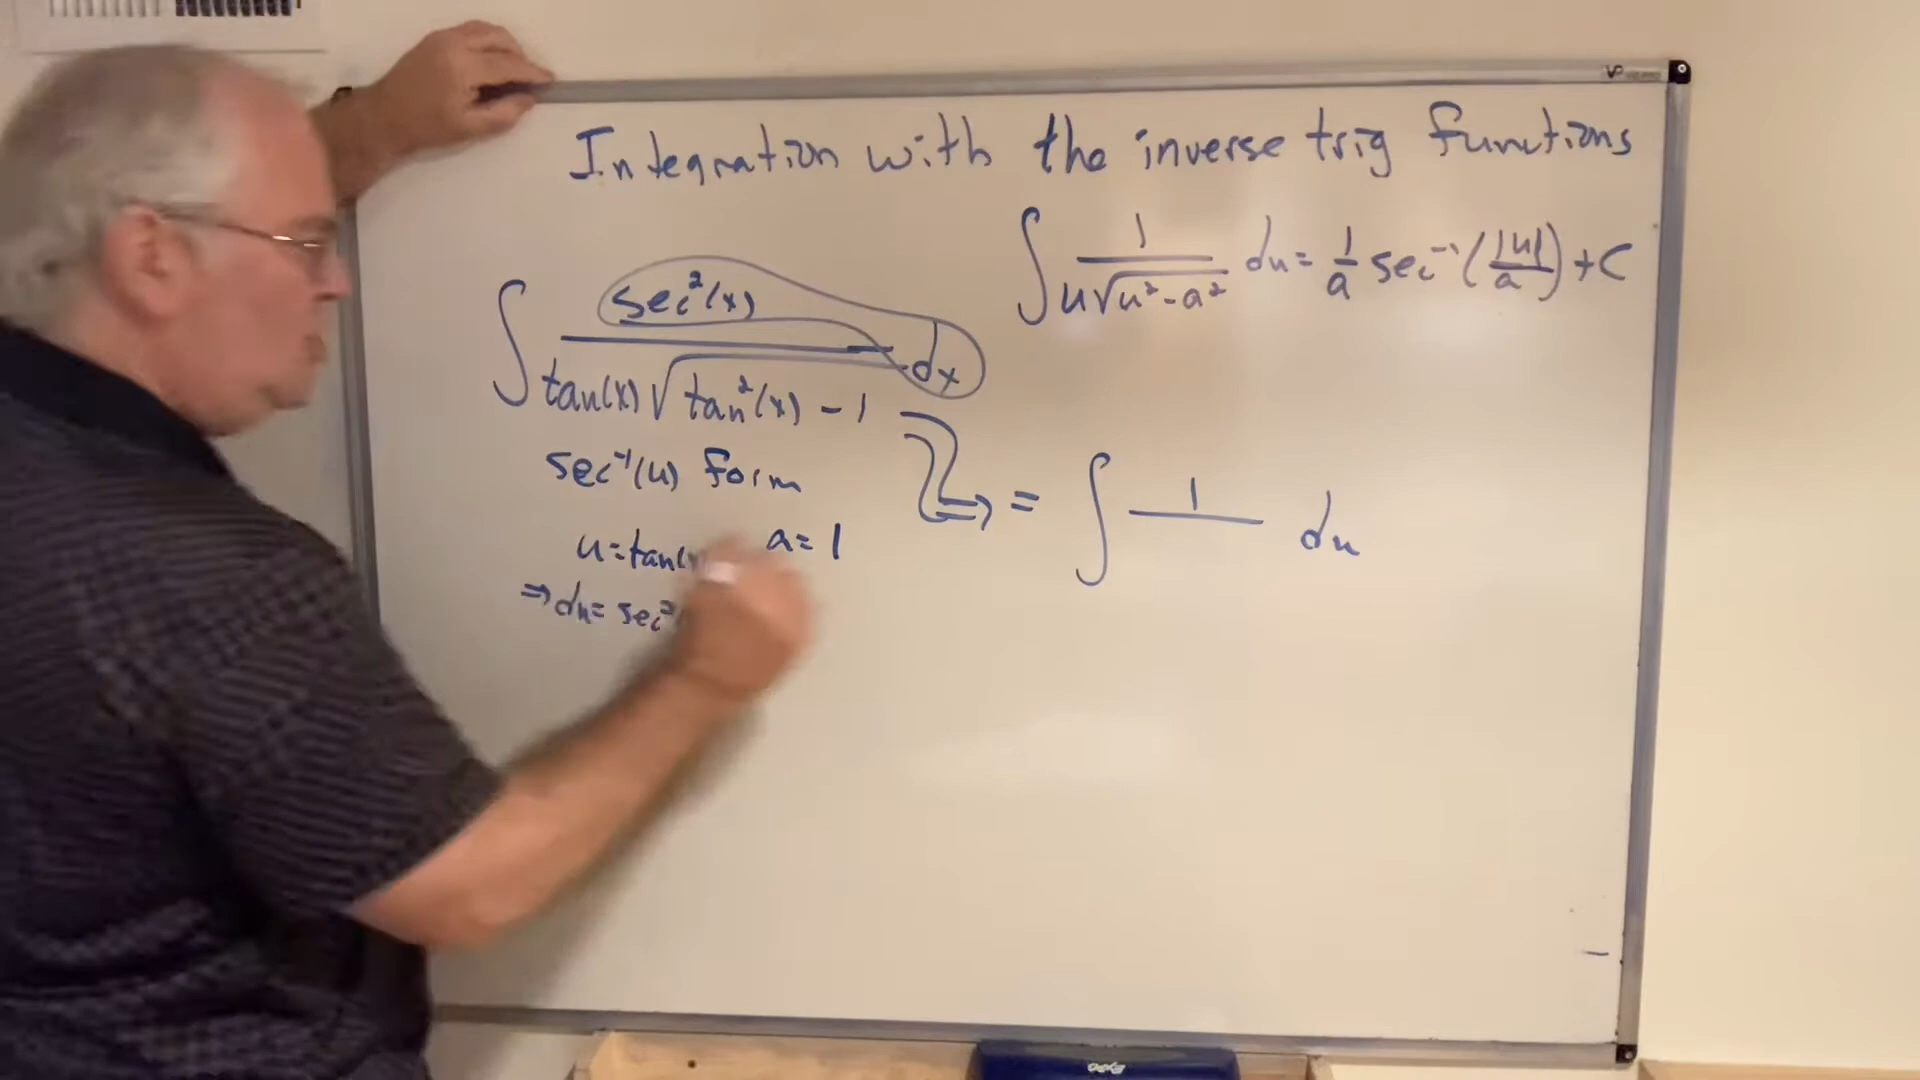 Integration with the inverse trig functions
∫ 1/(u√(u² - a²)) du = 1/a sec⁻¹(|u|/a) + C
∫ sec²(x)/(tan(x)√(tan²(x) - 1)) dx
sec⁻¹(u) form
u = tan(x a = 1
⇒ du = sec²
= ∫ 1/ du
EXPO